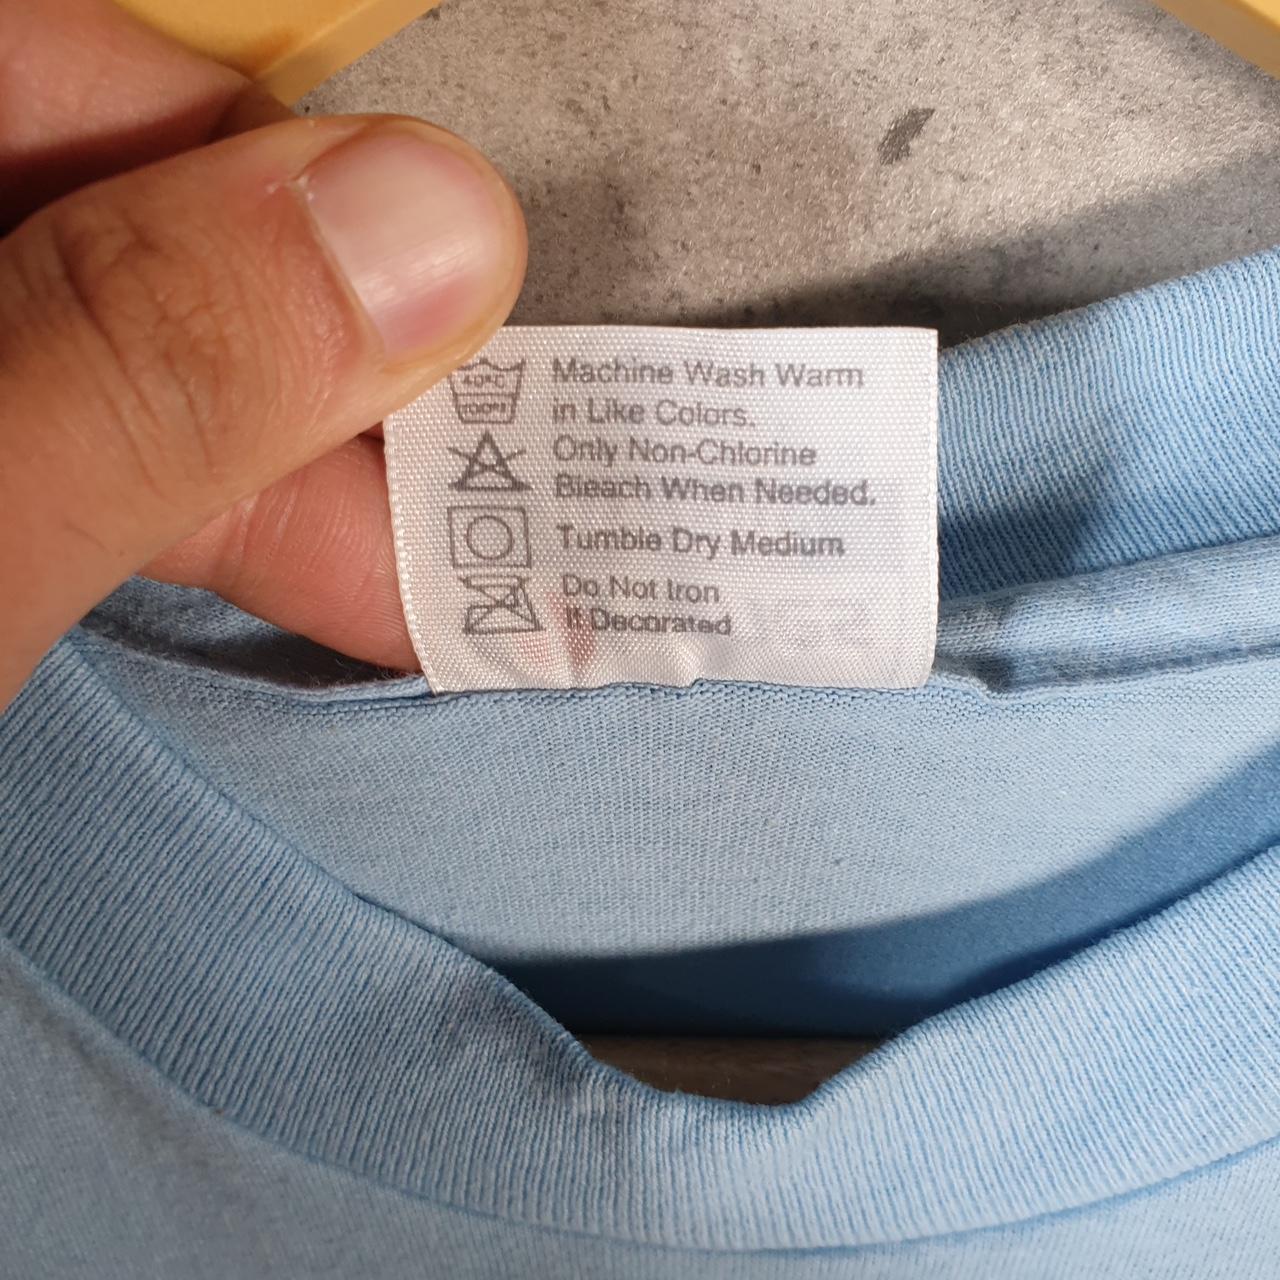 40°C
100°F
Machine Wash Warm
in Like Colors.
Only Non-Chlorine
Bleach When Needed.
Tumble Dry Medium
Do Not Iron
If Decorated